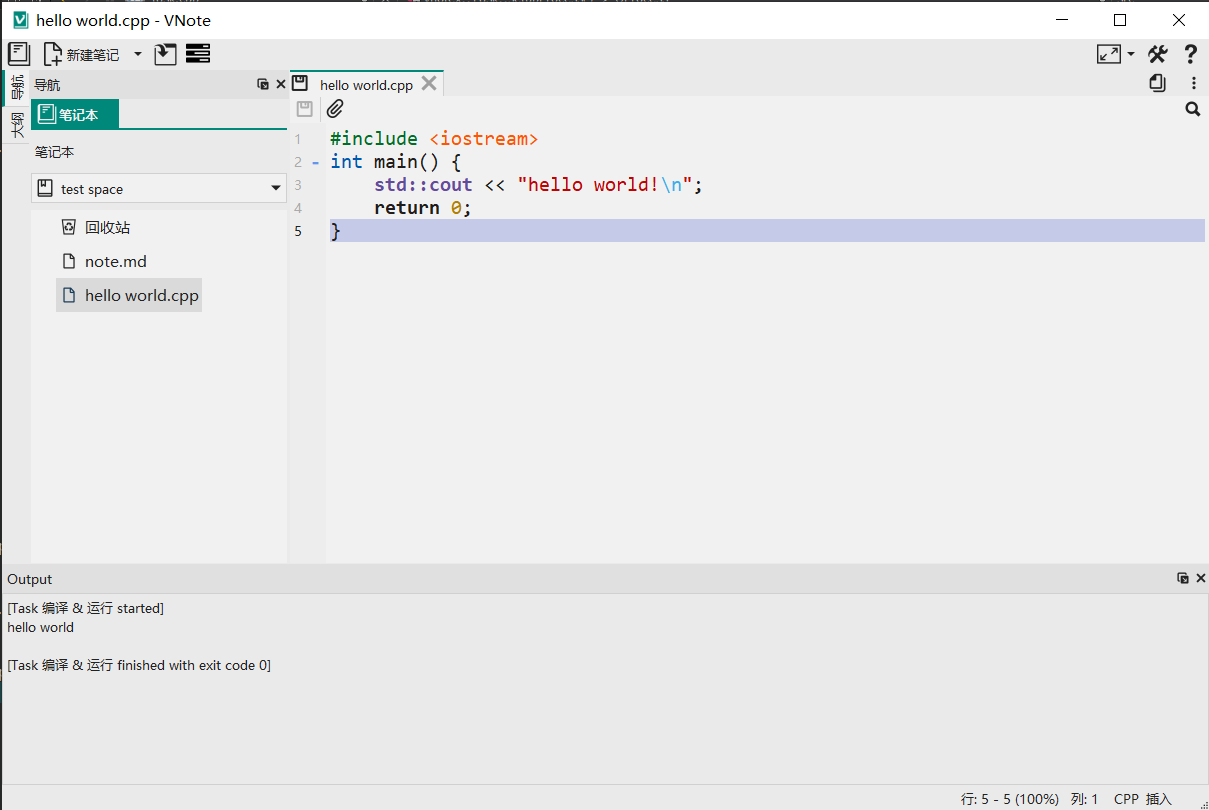 hello world.cpp - VNote
新建笔记
导航
大纲
导航
笔记本
笔记本
test space
回收站
note.md
hello world.cpp
hello world.cpp
1 #include <iostream>
2 - int main() {
3 std::cout << "hello world!\n";
4 return 0;
5 }
Output
[Task 编译 & 运行 started]
hello world
[Task 编译 & 运行 finished with exit code 0]
行: 5 - 5 (100%) 列: 1 CPP 插入